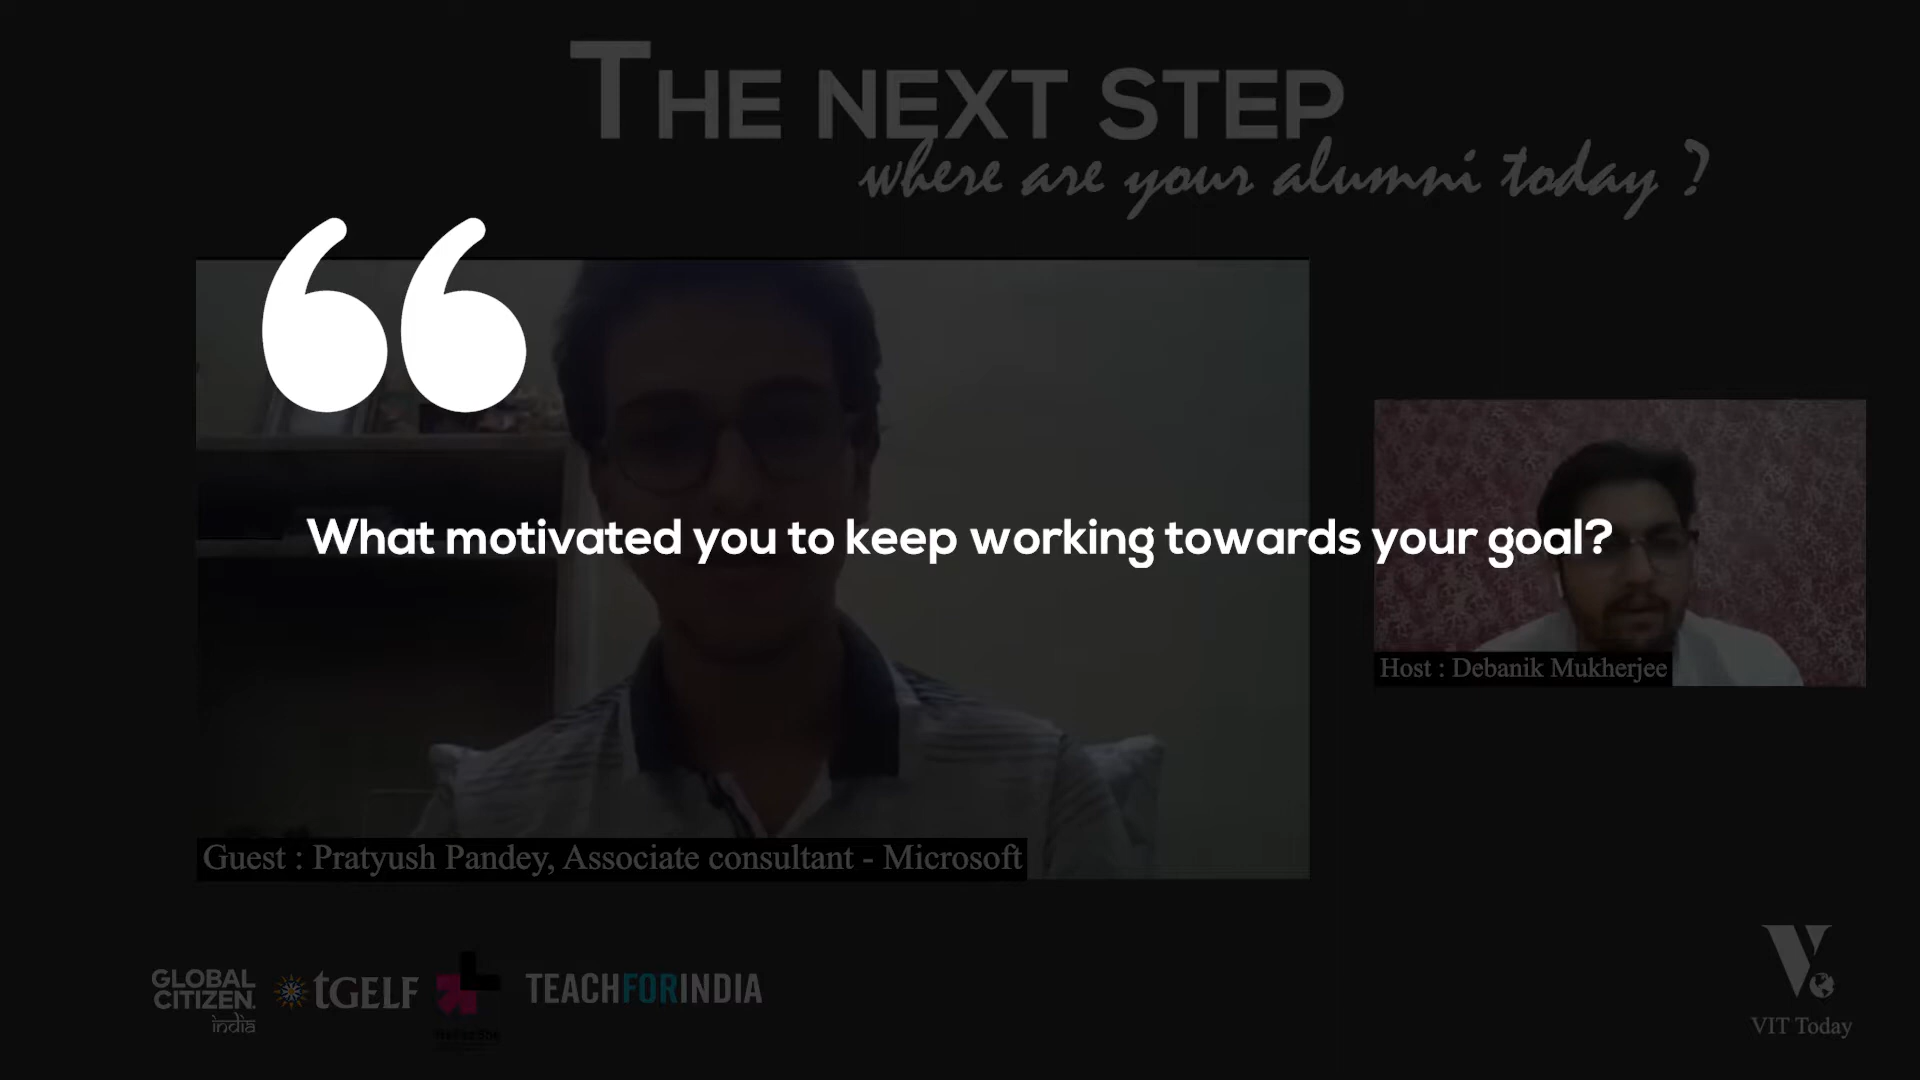 THE NEXT STEP
where are your alumni today ?
What motivated you to keep working towards your goal?
Host : Debanik Mukherjee
Guest : Pratyush Pandey, Associate consultant - Microsoft
GLOBAL
CITIZEN.
india
tGELF
HeForShe
TEACHFORINDIA
VIT Today